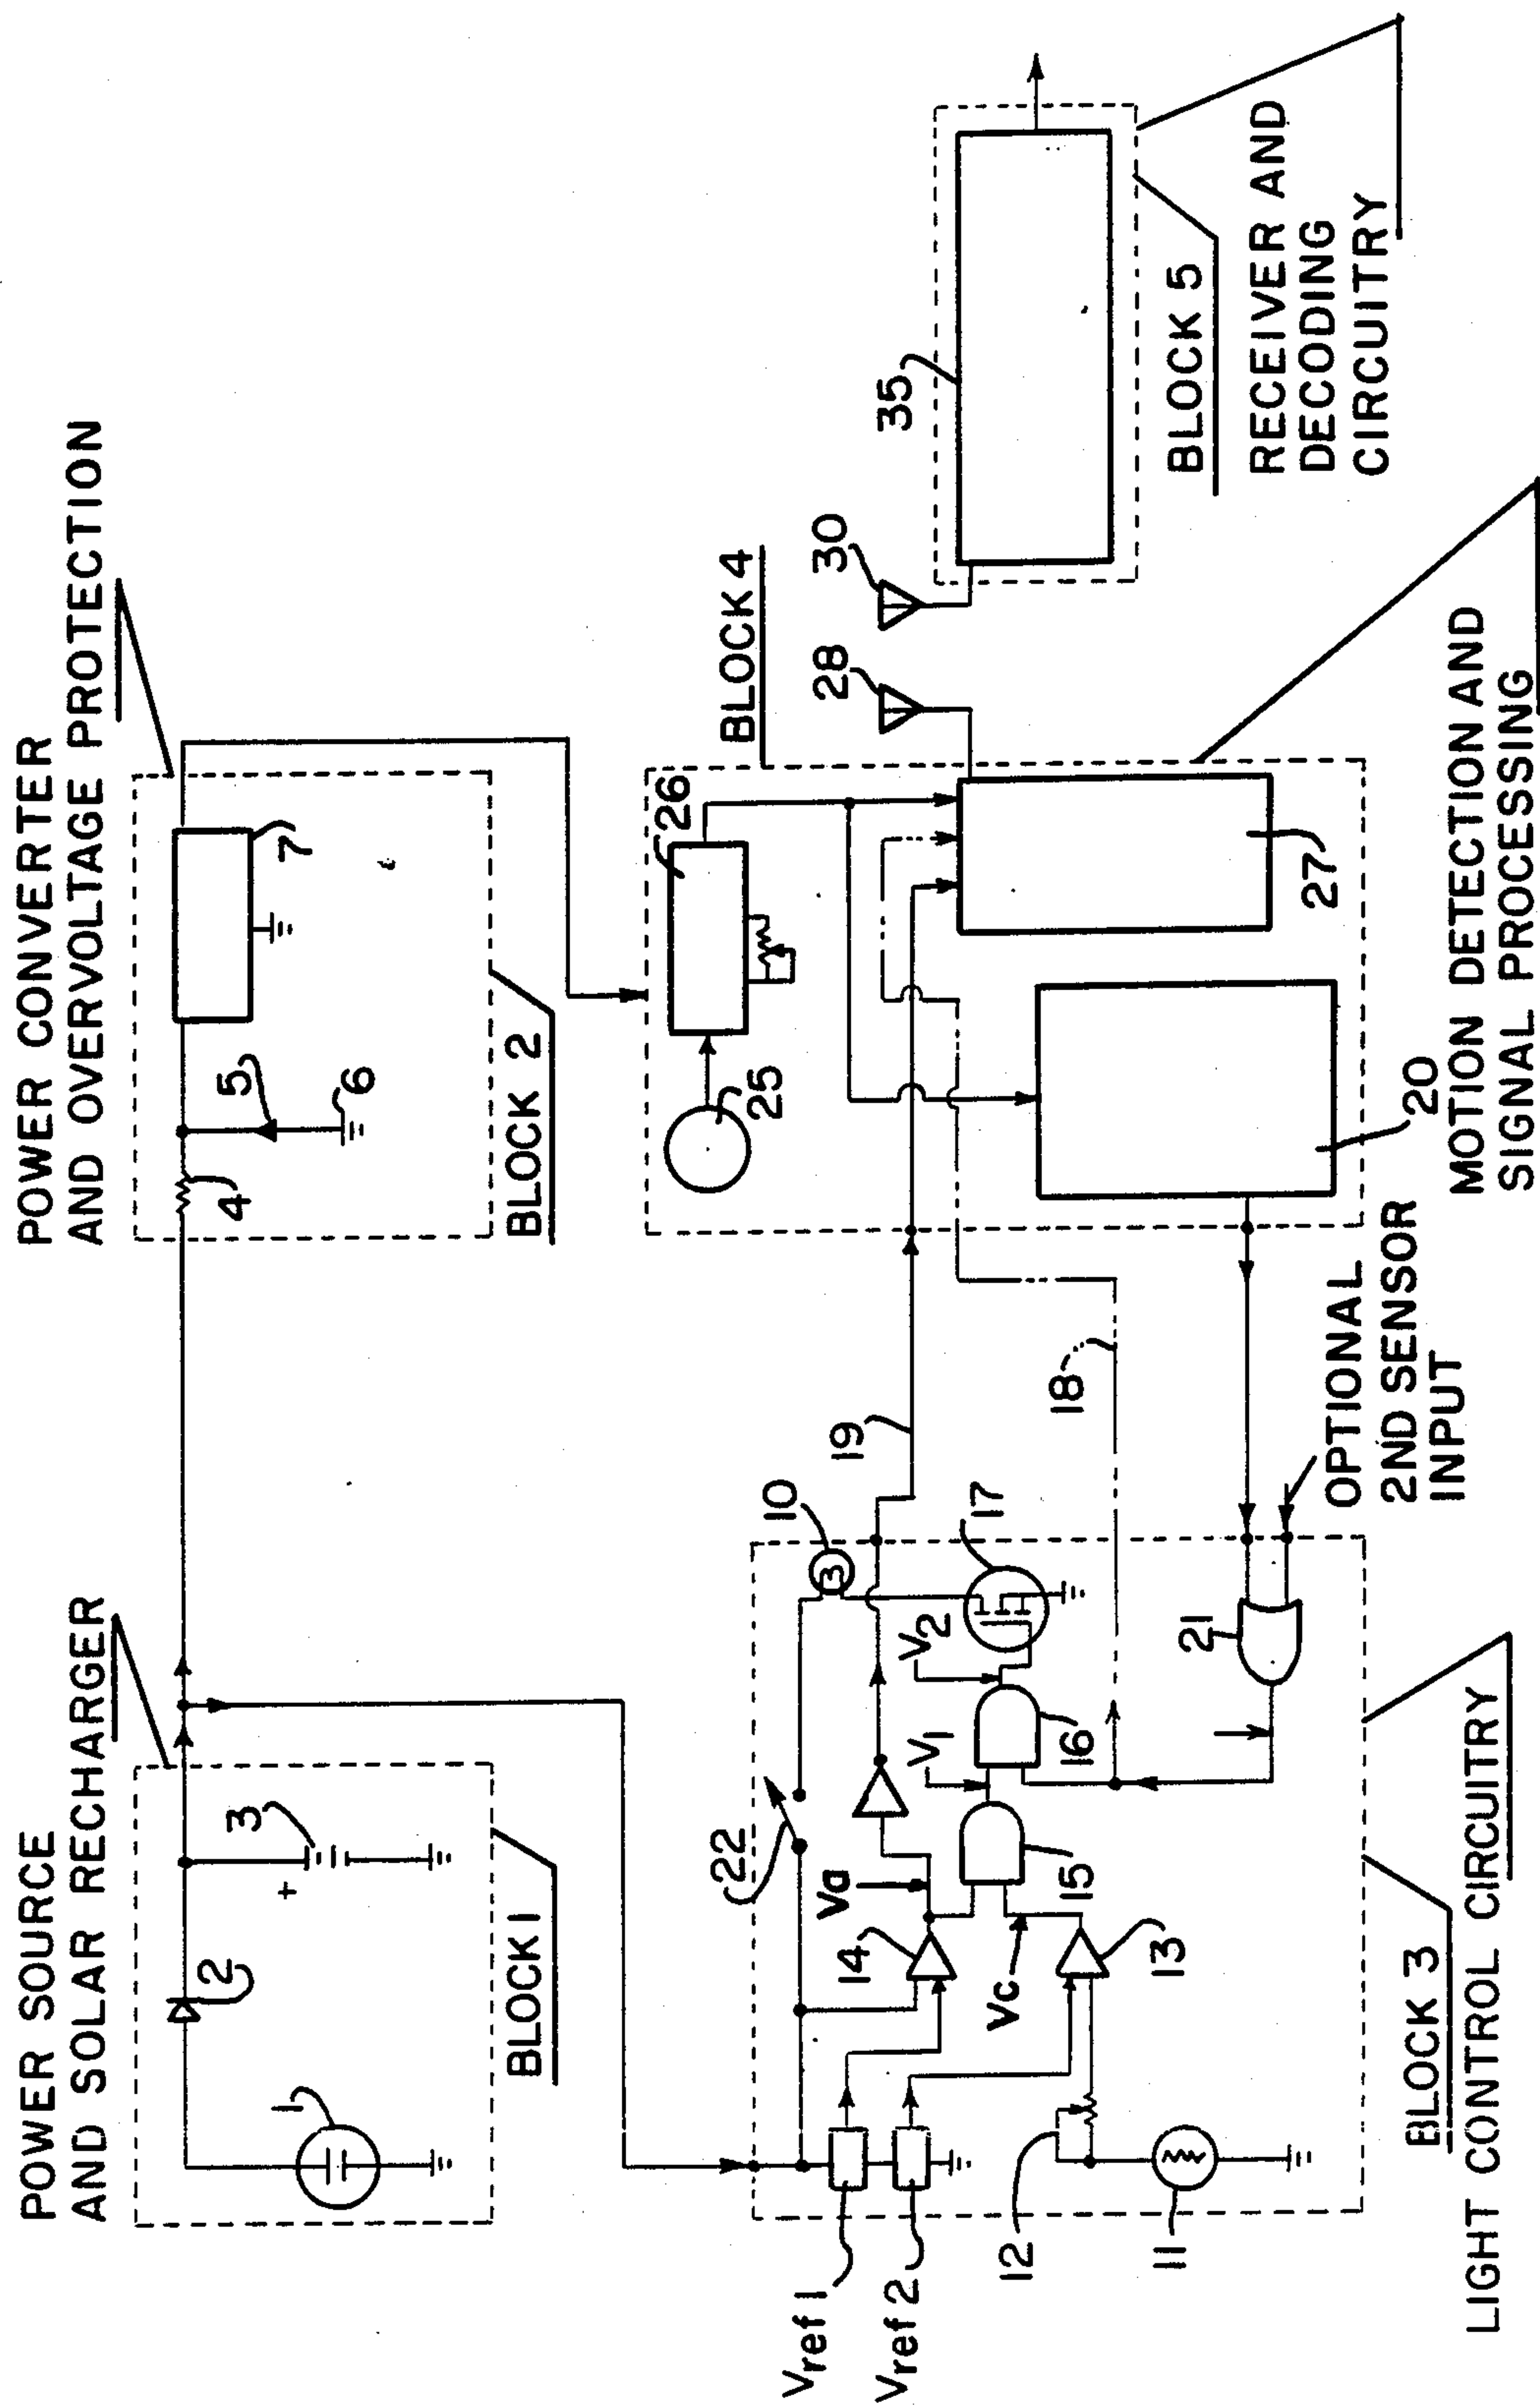 POWER SOURCE
AND SOLAR RECHARGER
1
2
3
+
BLOCK 1
POWER CONVERTER
AND OVERVOLTAGE PROTECTION
4
5
6
7
BLOCK 2
Vref 1
Vref 2
22
10
19
14
Va
V1
V2
17
16
15
Vc
13
12
11
18
21
OPTIONAL
2ND SENSOR
INPUT
BLOCK 3
LIGHT CONTROL CIRCUITRY
BLOCK 4
25
26
28
30
27
20
MOTION DETECTION AND
SIGNAL PROCESSING
35
BLOCK 5
RECEIVER AND
DECODING
CIRCUITRY